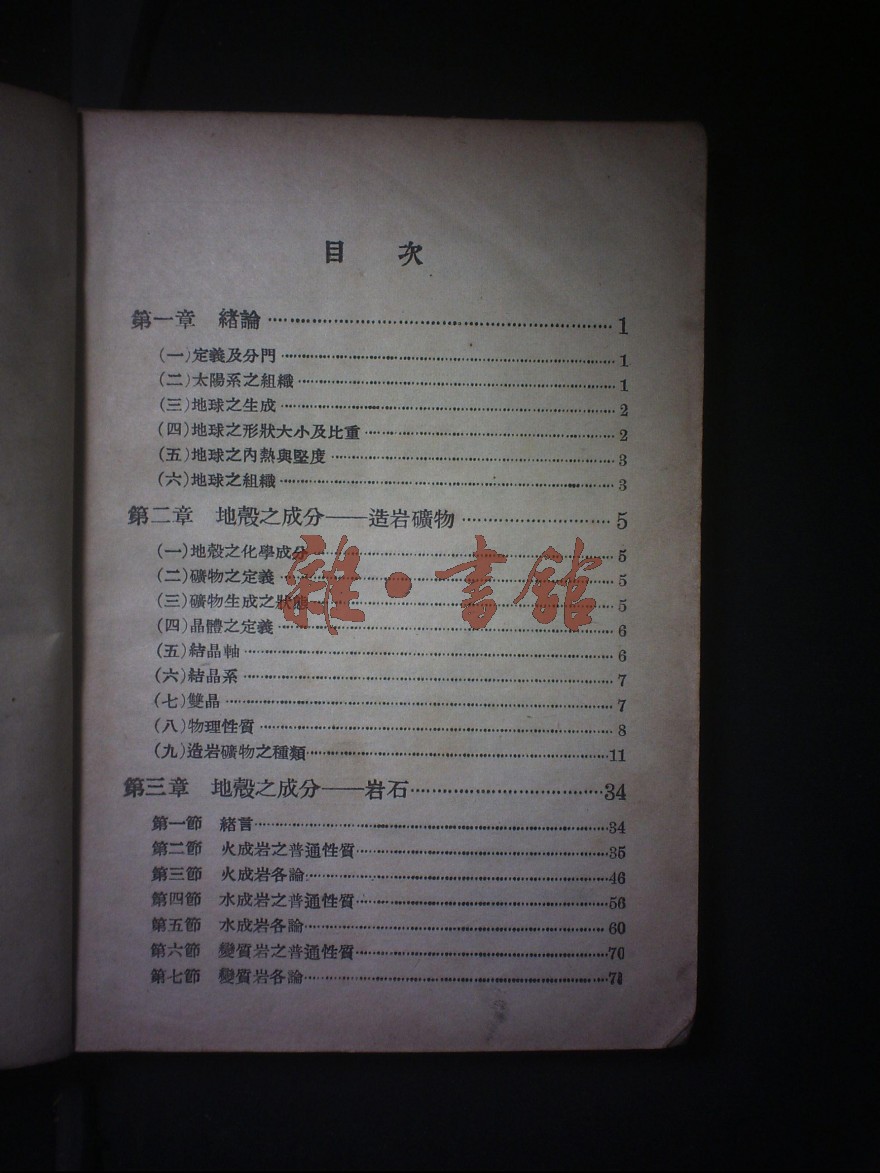 目 次
第一章 緒論……1
(一)定義及分門……1
(二)太陽系之組織……1
(三)地球之生成……2
(四)地球之形狀大小及比重……2
(五)地球之內熱與堅度……3
(六)地球之組織……3
第二章 地殼之成分——造岩礦物……5
(一)地殼之化學成分……5
(二)礦物之定義……5
(三)礦物生成之狀態……5
(四)晶體之定義……6
(五)結晶軸……6
(六)結晶系……7
(七)雙晶……7
(八)物理性質……8
(九)造岩礦物之種類……11
第三章 地殼之成分——岩石……34
第一節 緒言……34
第二節 火成岩之普通性質……35
第三節 火成岩各論……46
第四節 水成岩之普通性質……56
第五節 水成岩各論……60
第六節 變質岩之普通性質……70
第七節 變質岩各論……
雜·書館